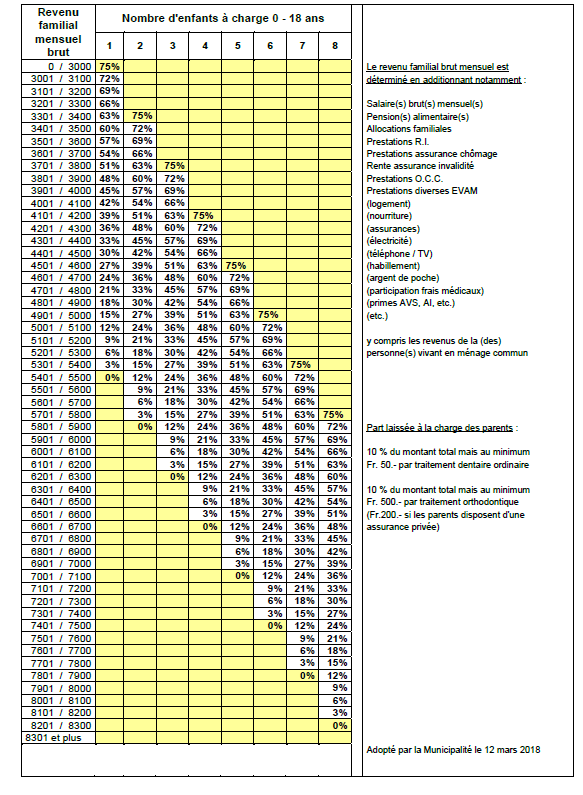 Revenu familial mensuel brut
Nombre d'enfants à charge 0 - 18 ans
1 2 3 4 5 6 7 8
0 / 3000 75%
3001 / 3100 72%
3101 / 3200 69%
3201 / 3300 66%
3301 / 3400 63% 75%
3401 / 3500 60% 72%
3501 / 3600 57% 69%
3601 / 3700 54% 66%
3701 / 3800 51% 63% 75%
3801 / 3900 48% 60% 72%
3901 / 4000 45% 57% 69%
4001 / 4100 42% 54% 66%
4101 / 4200 39% 51% 63% 75%
4201 / 4300 36% 48% 60% 72%
4301 / 4400 33% 45% 57% 69%
4401 / 4500 30% 42% 54% 66%
4501 / 4600 27% 39% 51% 63% 75%
4601 / 4700 24% 36% 48% 60% 72%
4701 / 4800 21% 33% 45% 57% 69%
4801 / 4900 18% 30% 42% 54% 66%
4901 / 5000 15% 27% 39% 51% 63% 75%
5001 / 5100 12% 24% 36% 48% 60% 72%
5101 / 5200 9% 21% 33% 45% 57% 69%
5201 / 5300 6% 18% 30% 42% 54% 66%
5301 / 5400 3% 15% 27% 39% 51% 63% 75%
5401 / 5500 0% 12% 24% 36% 48% 60% 72%
5501 / 5600 9% 21% 33% 45% 57% 69%
5601 / 5700 6% 18% 30% 42% 54% 66%
5701 / 5800 3% 15% 27% 39% 51% 63% 75%
5801 / 5900 0% 12% 24% 36% 48% 60% 72%
5901 / 6000 9% 21% 33% 45% 57% 69%
6001 / 6100 6% 18% 30% 42% 54% 66%
6101 / 6200 3% 15% 27% 39% 51% 63%
6201 / 6300 0% 12% 24% 36% 48% 60%
6301 / 6400 9% 21% 33% 45% 57%
6401 / 6500 6% 18% 30% 42% 54%
6501 / 6600 3% 15% 27% 39% 51%
6601 / 6700 0% 12% 24% 36% 48%
6701 / 6800 9% 21% 33% 45%
6801 / 6900 6% 18% 30% 42%
6901 / 7000 3% 15% 27% 39%
7001 / 7100 0% 12% 24% 36%
7101 / 7200 9% 21% 33%
7201 / 7300 6% 18% 30%
7301 / 7400 3% 15% 27%
7401 / 7500 0% 12% 24%
7501 / 7600 9% 21%
7601 / 7700 6% 18%
7701 / 7800 3% 15%
7801 / 7900 0% 12%
7901 / 8000 9%
8001 / 8100 6%
8101 / 8200 3%
8201 / 8300 0%
8301 et plus
Le revenu familial brut mensuel est
déterminé en additionnant notamment :
Salaire(s) brut(s) mensuel(s)
Pension(s) alimentaire(s)
Allocations familiales
Prestations R.I.
Prestations assurance chômage
Rente assurance invalidité
Prestations O.C.C.
Prestations diverses EVAM
(logement)
(nourriture)
(assurances)
(électricité)
(téléphone / TV)
(habillement)
(argent de poche)
(participation frais médicaux)
(primes AVS, AI, etc.)
(etc.)
y compris les revenus de la (des)
personne(s) vivant en ménage commun
Part laissée à la charge des parents :
10 % du montant total mais au minimum
Fr. 50.- par traitement dentaire ordinaire
10 % du montant total mais au minimum
Fr. 500.- par traitement orthodontique
(Fr.200.- si les parents disposent d'une
assurance privée)
Adopté par la Municipalité le 12 mars 2018